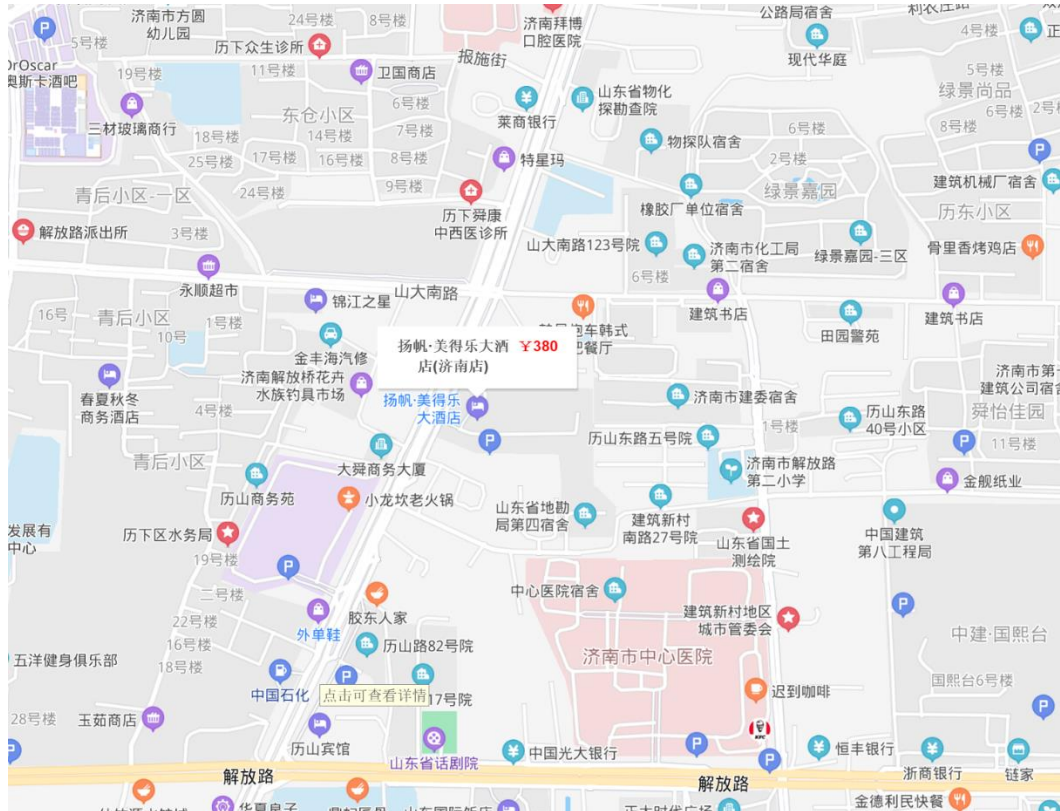 济南市方圆
幼儿园
24号楼
8号楼
济南拜博
口腔医院
公路局宿舍
利农庄路
4号楼
P
5号楼
历下众生诊所
报施街
现代华庭
DrOscar
奥斯卡酒吧
19号楼
11号楼
卫国商店
山东省物化
探勘查院
5号楼
绿景尚品
三材玻璃商行
东仓小区
6号楼
莱商银行
6号楼
8号楼
18号楼
14号楼
7号楼
特星玛
物探队宿舍
6号楼
2号楼
P
25号楼
17号楼
16号楼
8号楼
24号楼
9号楼
青后小区-一区
橡胶厂单位宿舍
绿景嘉园
建筑机械厂宿舍
历东小区
解放路派出所
3号楼
历下舜康
中西医诊所
山大南路123号院
济南市化工局
第二宿舍
绿景嘉园-三区
骨里香烤鸡店
6号楼
永顺超市
锦江之星
山大南路
建筑书店
建筑书店
16号
青后小区
10号
1号楼
金丰海汽修
田园警苑
扬帆·美得乐大酒
店(济南店)
￥380
济南解放桥花卉
水族钓具市场
春夏秋冬
商务酒店
4号楼
扬帆·美得乐
大酒店
济南市建委宿舍
历山东路
40号小区
舜怡佳园
P
历山东路五号院
1号楼
P
11号楼
青后小区
大舜商务大厦
济南市解放路
第二小学
金舰纸业
历山商务苑
小龙坎老火锅
山东省地勘
局第四宿舍
建筑新村
南路27号院
山东省国土
测绘院
中国建筑
第八工程局
发展有
中心
历下区水务局
19号楼
P
二号楼
22号楼
外单鞋
胶东人家
中心医院宿舍
建筑新村地区
城市管委会
P
中建·国熙台
16号楼
18号楼
历山路82号院
济南市中心医院
五洋健身俱乐部
中国石化
P
点击可查看详情
17号院
迟到咖啡
国熙台6号楼
28号楼
玉茹商店
历山宾馆
KFC
P
山东省话剧院
中国光大银行
P
P
恒丰银行
浙商银行
链家
P
解放路
解放路
金德利民快餐